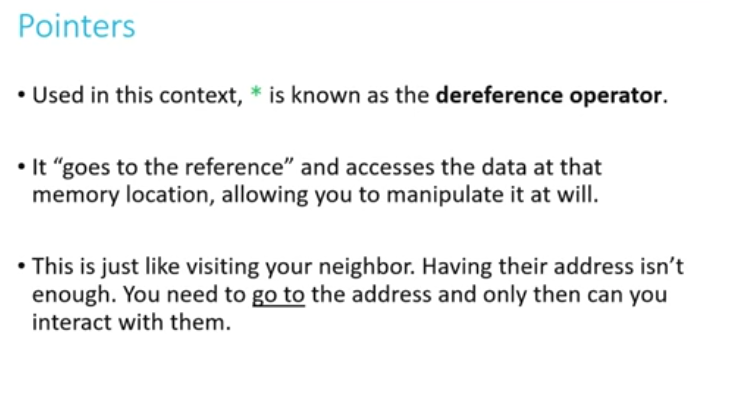 Pointers
• Used in this context, * is known as the dereference operator.
• It “goes to the reference” and accesses the data at that
memory location, allowing you to manipulate it at will.
• This is just like visiting your neighbor. Having their address isn’t
enough. You need to go to the address and only then can you
interact with them.